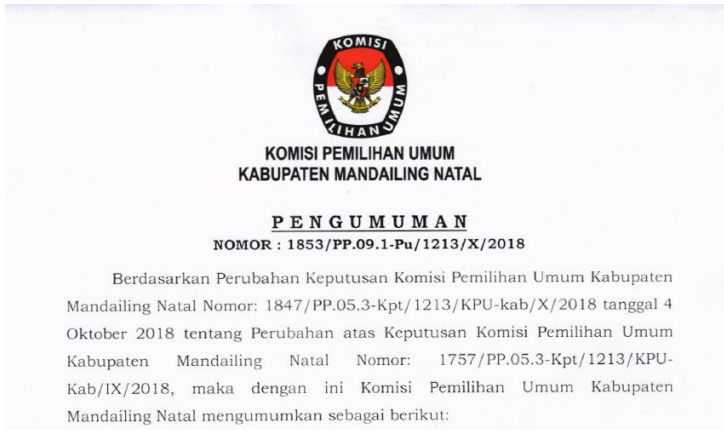 KOMISI
PEMILIHAN UMUM
KOMISI PEMILIHAN UMUM
KABUPATEN MANDAILING NATAL
PENGUMUMAN
NOMOR : 1853/PP.09.1-Pu/1213/X/2018
Berdasarkan Perubahan Keputusan Komisi Pemilihan Umum Kabupaten
Mandailing Natal Nomor: 1847/PP.05.3-Kpt/1213/KPU-kab/X/2018 tanggal 4
Oktober 2018 tentang Perubahan atas Keputusan Komisi Pemilihan Umum
Kabupaten Mandailing Natal Nomor: 1757/PP.05.3-Kpt/1213/KPU-
Kab/IX/2018, maka dengan ini Komisi Pemilihan Umum Kabupaten
Mandailing Natal mengumumkan sebagai berikut: